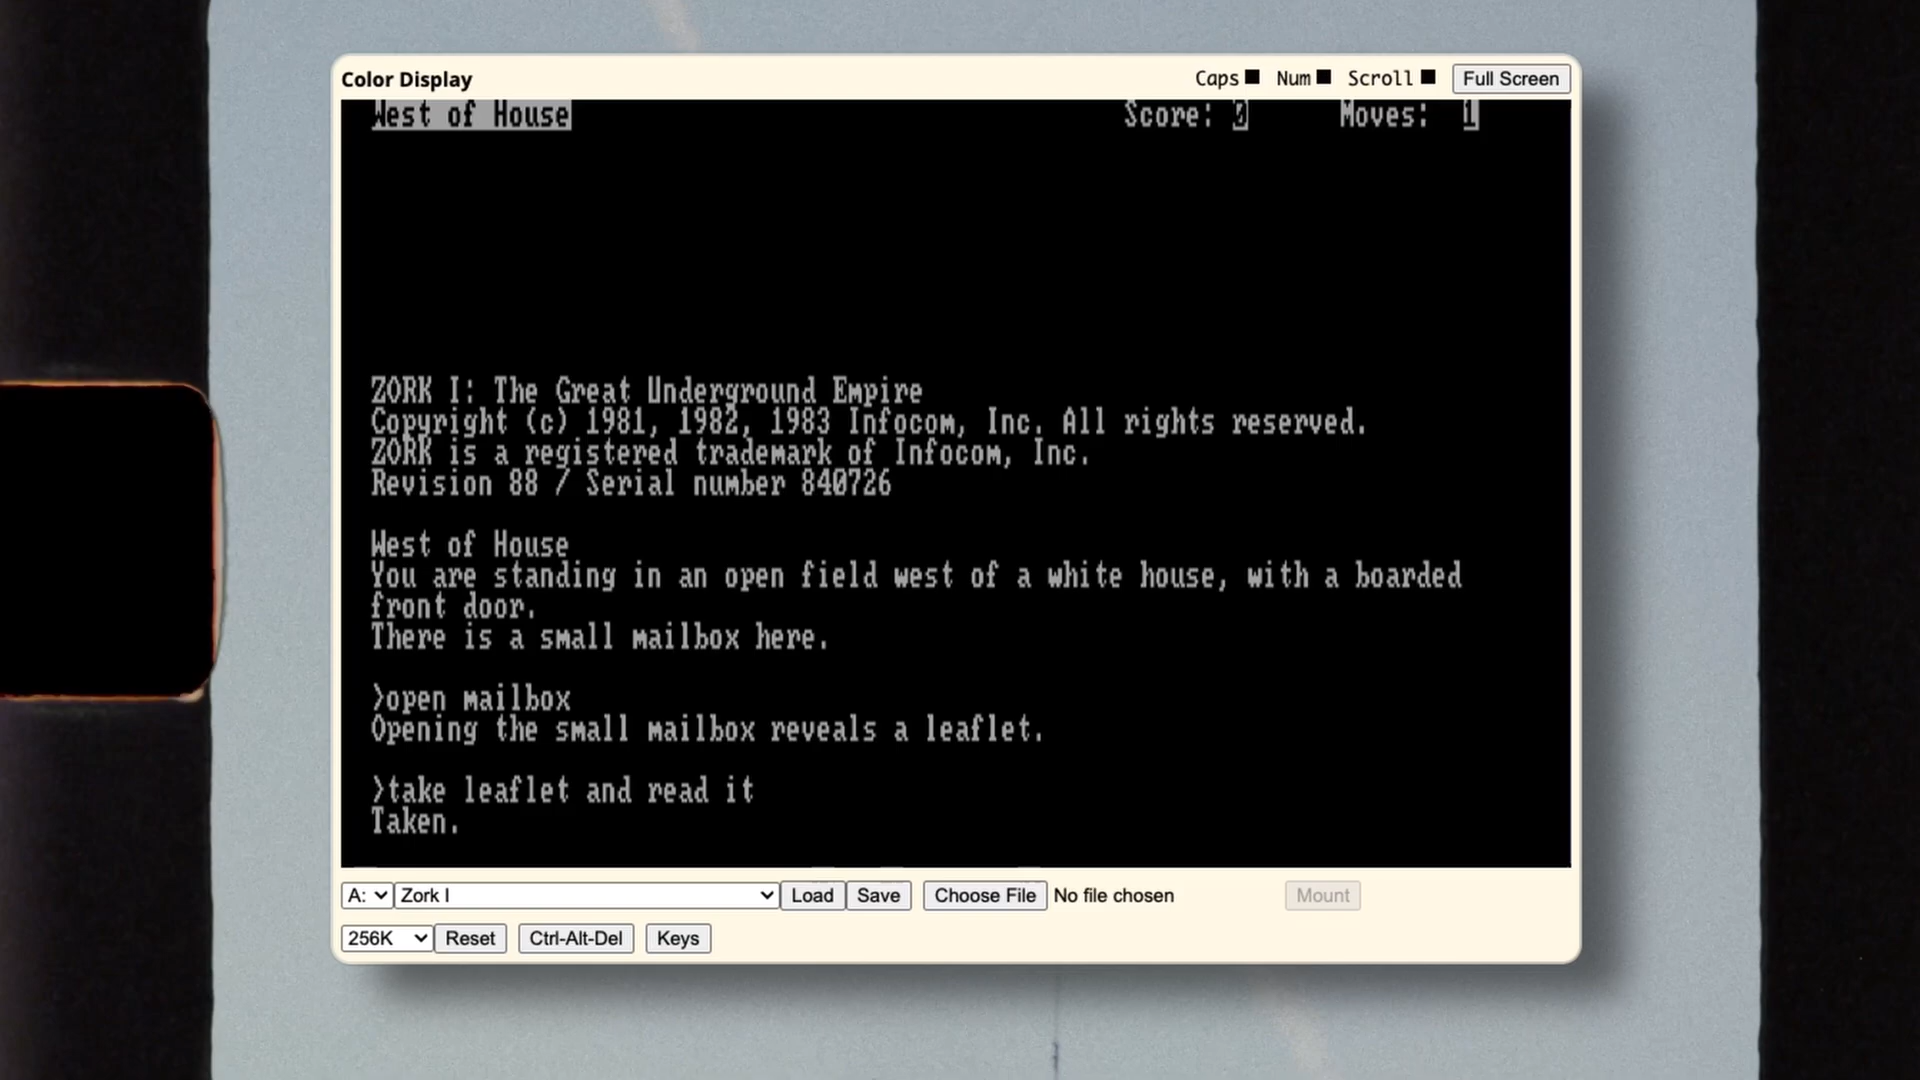 Color Display
Caps Num Scroll Full Screen
West of House Score: 0 Moves: 1
ZORK I: The Great Underground Empire
Copyright (c) 1981, 1982, 1983 Infocom, Inc. All rights reserved.
ZORK is a registered trademark of Infocom, Inc.
Revision 88 / Serial number 840726
West of House
You are standing in an open field west of a white house, with a boarded
front door.
There is a small mailbox here.
>open mailbox
Opening the small mailbox reveals a leaflet.
>take leaflet and read it
Taken.
A: Zork I Load Save Choose File No file chosen Mount
256K Reset Ctrl-Alt-Del Keys